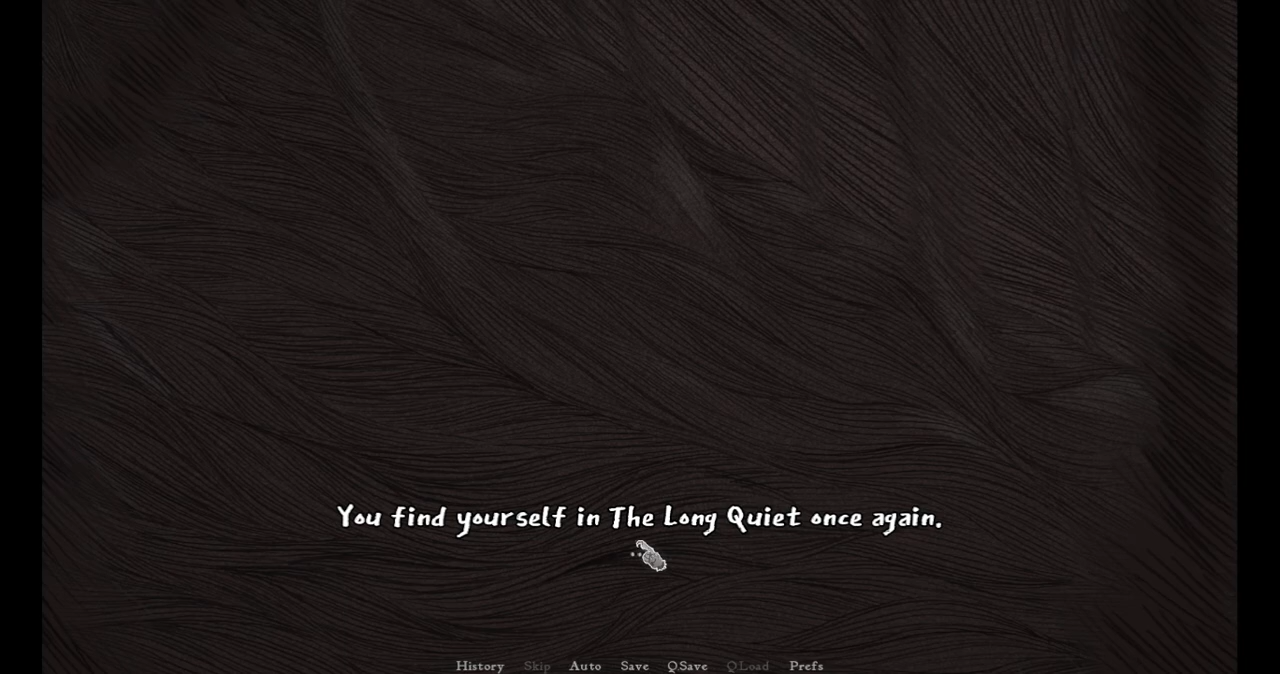 You find yourself in The Long Quiet once again.
History Skip Auto Save Q.Save Q.Load Prefs